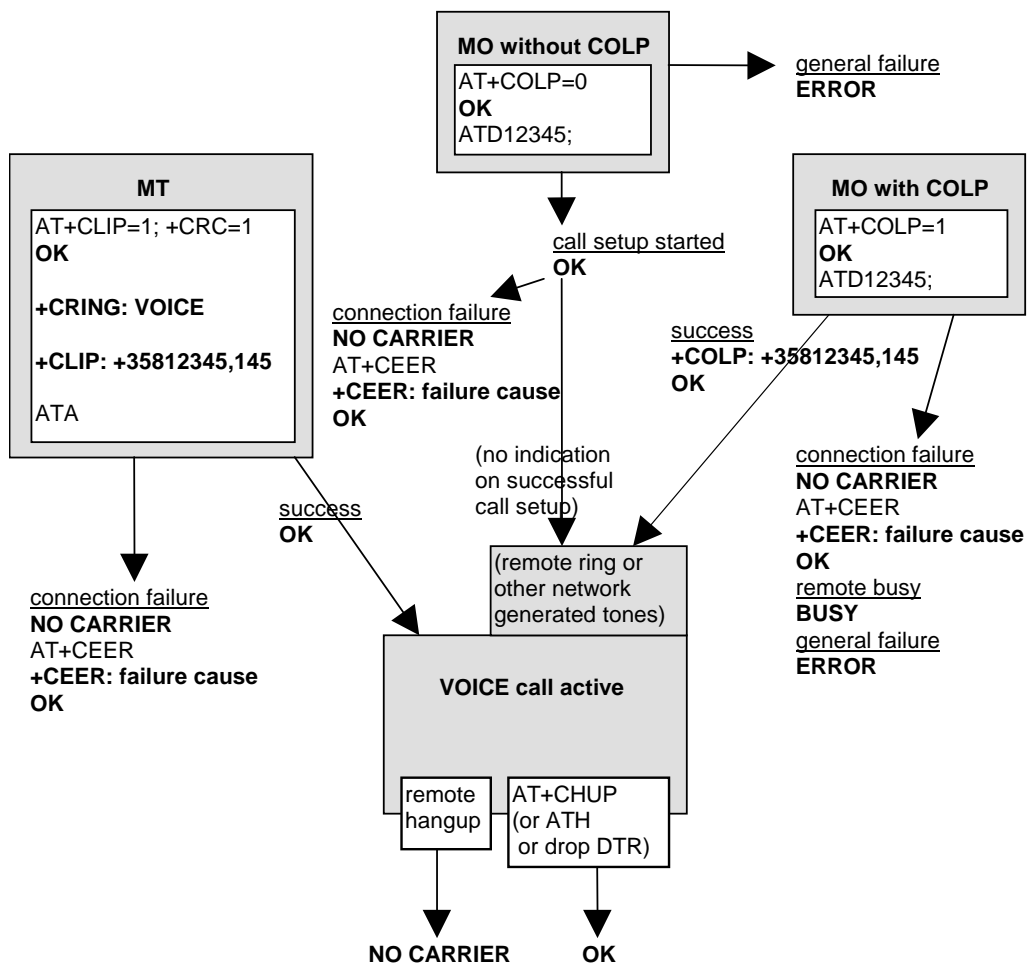 MO without COLP
AT+COLP=0
OK
ATD12345;
general failure
ERROR
MT
AT+CLIP=1; +CRC=1
OK
+CRING: VOICE
+CLIP: +35812345,145
ATA
MO with COLP
AT+COLP=1
OK
ATD12345;
call setup started
OK
connection failure
NO CARRIER
AT+CEER
+CEER: failure cause
OK
success
+COLP: +35812345,145
OK
(no indication
on successful
call setup)
success
OK
connection failure
NO CARRIER
AT+CEER
+CEER: failure cause
OK
remote busy
BUSY
general failure
ERROR
connection failure
NO CARRIER
AT+CEER
+CEER: failure cause
OK
(remote ring or
other network
generated tones)
VOICE call active
remote
hangup
AT+CHUP
(or ATH
or drop DTR)
NO CARRIER
OK